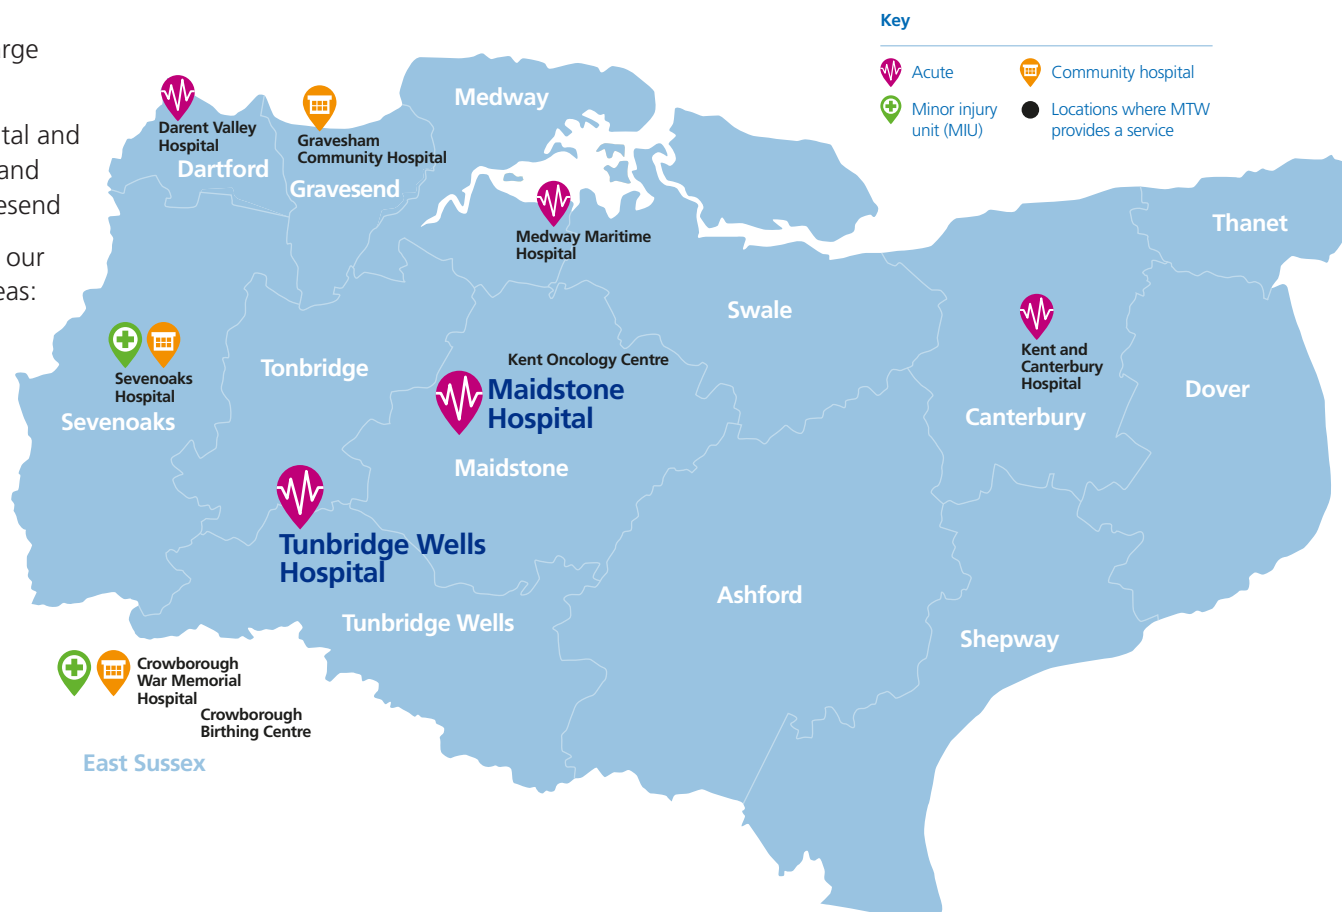 tal and
and
esend
our
eas:
Key
Acute
Community hospital
Minor injury
unit (MIU)
Locations where MTW
provides a service
Medway
Darent Valley
Hospital
Dartford
Gravesham
Community Hospital
Gravesend
Medway Maritime
Hospital
Thanet
Swale
Kent and
Canterbury
Hospital
Canterbury
Dover
Sevenoaks
Hospital
Sevenoaks
Tonbridge
Kent Oncology Centre
Maidstone
Hospital
Maidstone
Tunbridge Wells
Hospital
Tunbridge Wells
Ashford
Shepway
Crowborough
War Memorial
Hospital
Crowborough
Birthing Centre
East Sussex